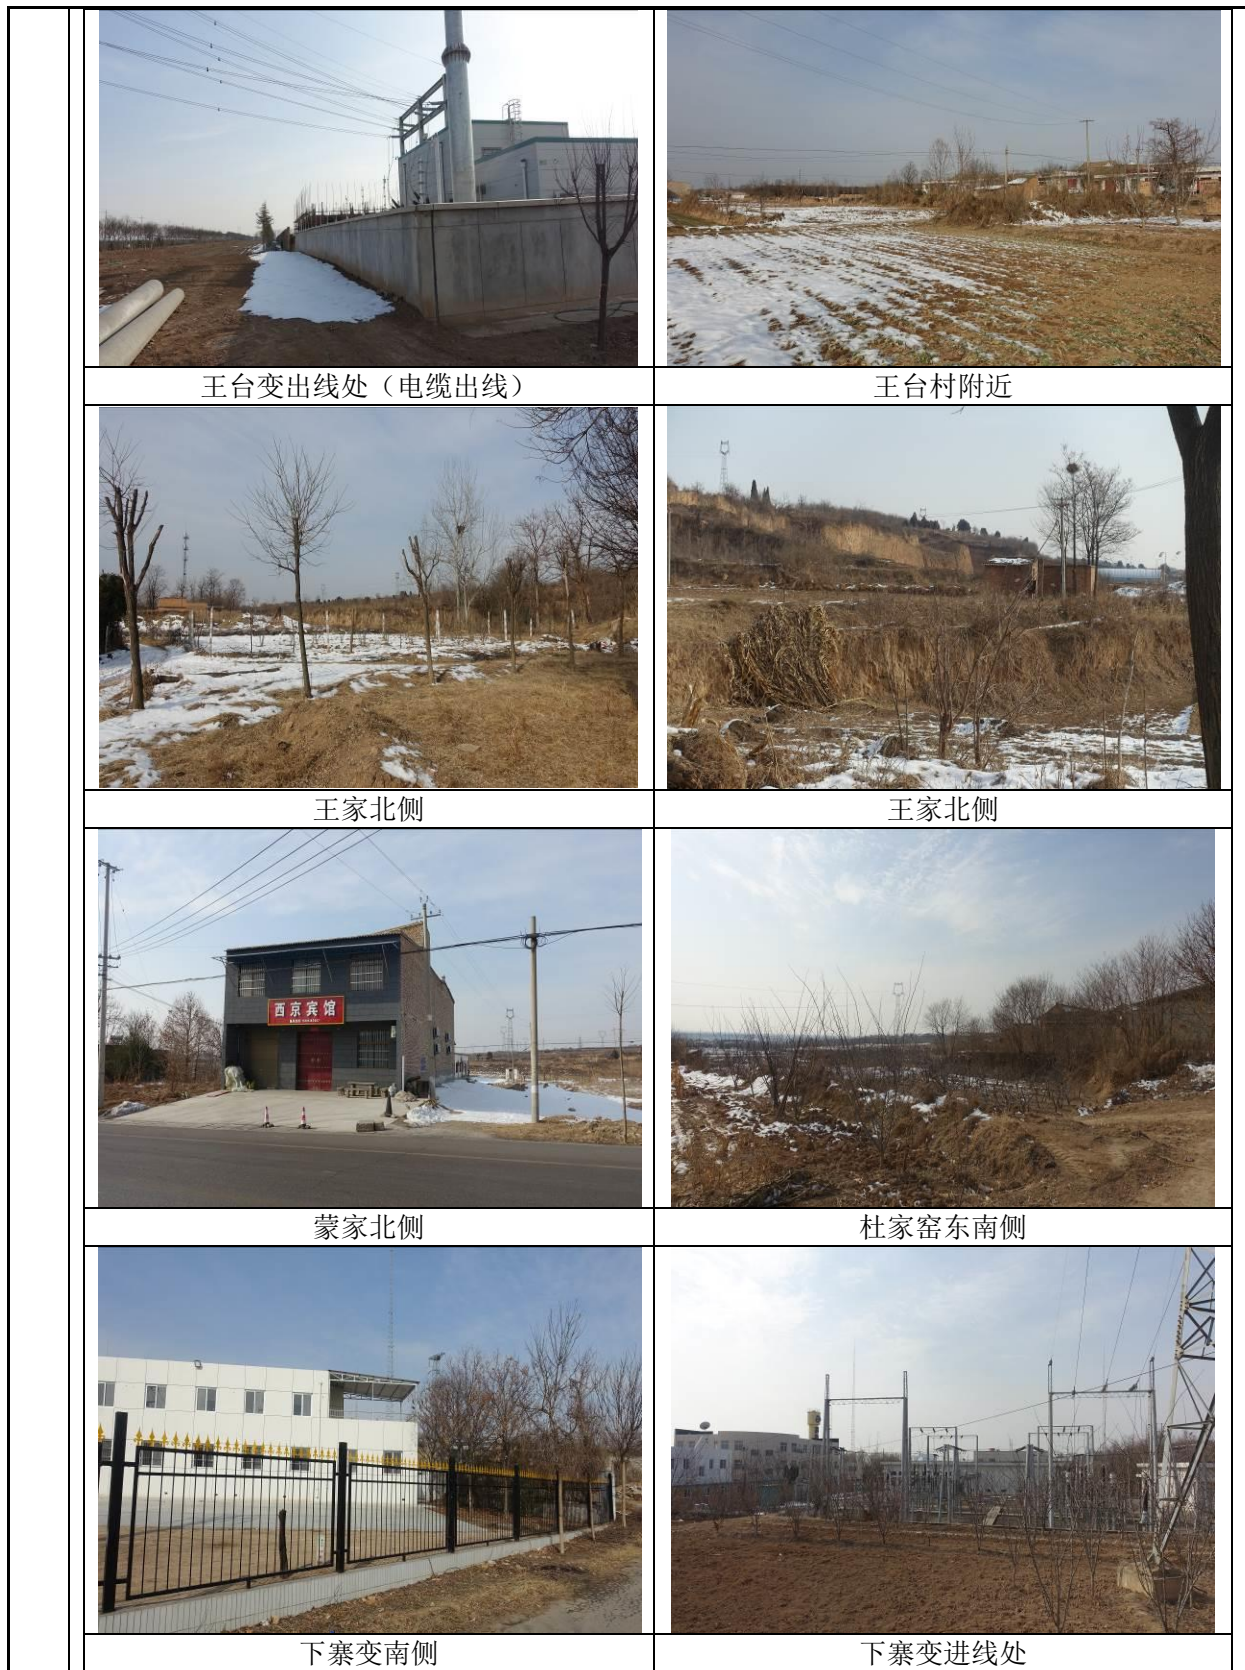 王台变出线处（电缆出线）
王台村附近
王家北侧
王家北侧
西京宾馆
蒙家北侧
杜家窑东南侧
下寨变南侧
下寨变进线处